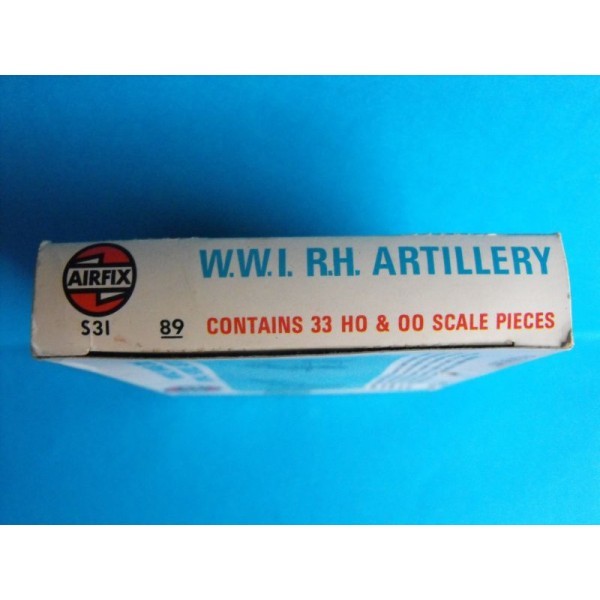 AIRFIX
W.W.I. R.H. ARTILLERY
S31 89 CONTAINS 33 HO & OO SCALE PIECES